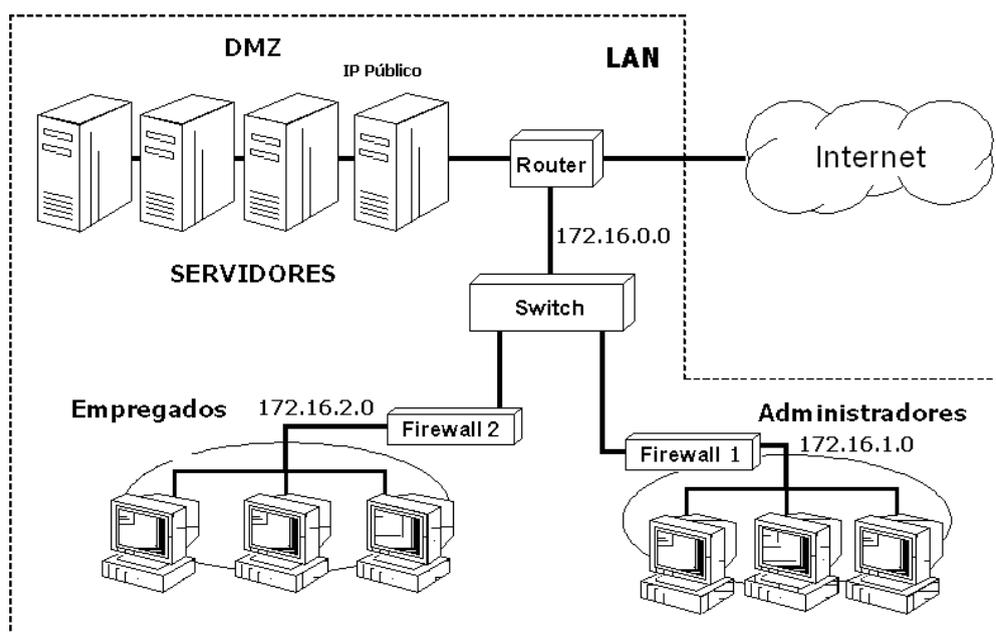 DMZ
LAN
IP Público
Router
Internet
172.16.0.0
SERVIDORES
Switch
Empregados
172.16.2.0
Firewall 2
Administradores
172.16.1.0
Firewall 1